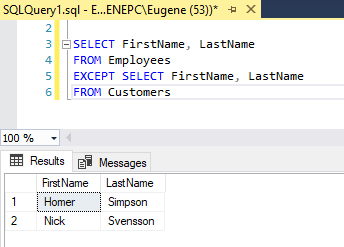 SQLQuery1.sql - E...ENEPC\Eugene (53))*
2
3 SELECT FirstName, LastName
4 FROM Employees
5 EXCEPT SELECT FirstName, LastName
6 FROM Customers
100 %
Results Messages
FirstName LastName
1 Homer Simpson
2 Nick Svensson